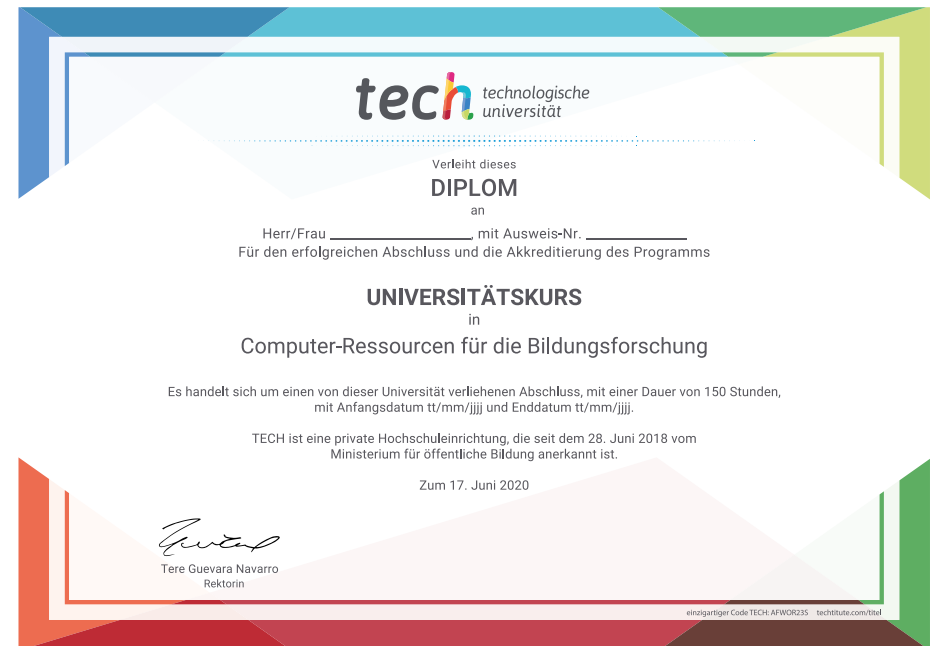 tech technologische
universität
Verleiht dieses
DIPLOM
an
Herr/Frau ____________________, mit Ausweis-Nr. ______________
Für den erfolgreichen Abschluss und die Akkreditierung des Programms
UNIVERSITÄTSKURS
in
Computer-Ressourcen für die Bildungsforschung
Es handelt sich um einen von dieser Universität verliehenen Abschluss, mit einer Dauer von 150 Stunden,
mit Anfangsdatum tt/mm/jjjj und Enddatum tt/mm/jjjj.
TECH ist eine private Hochschuleinrichtung, die seit dem 28. Juni 2018 vom
Ministerium für öffentliche Bildung anerkannt ist.
Zum 17. Juni 2020
Tere Guevara Navarro
Rektorin
einzigartiger Code TECH: AFWOR23S techtitute.com/titel